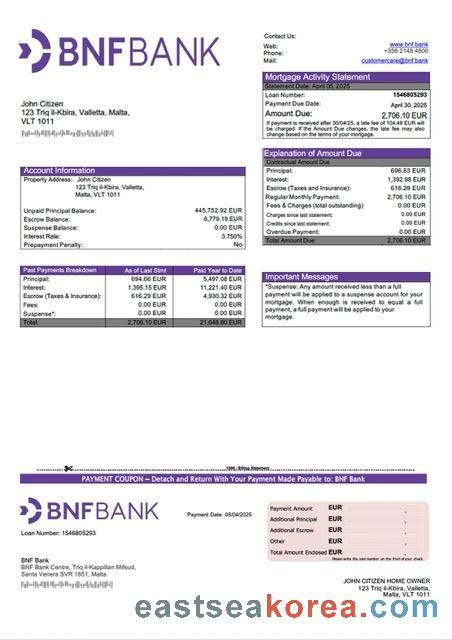 BNFBANK
Contact Us:
Web: www.bnf.bank
Phone: +356 2148 4800
Mail: customercare@bnf.bank
Mortgage Activity Statement
Statement Date: April 05, 2025
Loan Number: 1546805293
Payment Due Date: April 30, 2025
Amount Due: 2,706.10 EUR
If payment is received after 30/04/25, a late fee of 104.49 EUR will
be charged. If the Amount Due changes, the late fee may also
change based on the terms of your mortgage.
John Citizen
123 Triq il-Kbira, Valletta, Malta,
VLT 1011
Explanation of Amount Due
Contractual Amount Due
Principal: 696.83 EUR
Interest: 1,392.98 EUR
Escrow (Taxes and Insurance): 616.29 EUR
Regular Monthly Payment: 2,706.10 EUR
Fees & Charges (total outstanding) 0.00 EUR
Charges since last statement: 0.00 EUR
Credits since last statement: 0.00 EUR
Overdue Payment: 0.00 EUR
Total Amount Due: 2,706.10 EUR
Account Information
Property Address: John Citizen
123 Triq il-Kbira, Valletta,
Malta, VLT 1011
Unpaid Principal Balance: 445,752.92 EUR
Escrow Balance: 6,779.19 EUR
Suspense Balance: 0.00 EUR
Interest Rate: 3.750%
Prepayment Penalty: No
Past Payments Breakdown As of Last Stmt Paid Year to Date
Principal: 694.66 EUR 5,497.08 EUR
Interest: 1,395.15 EUR 11,221.40 EUR
Escrow (Taxes & Insurance): 616.29 EUR 4,930.32 EUR
Fees: 0.00 EUR 0.00 EUR
Suspense*: 0.00 EUR 0.00 EUR
Total: 2,706.10 EUR 21,648.80 EUR
Important Messages
*Suspense: Any amount received less than a full
payment will be applied to a suspense account for your
mortgage. When enough is received to equal a full
payment, a full payment will be applied to your
mortgage.
Billing Statement
PAYMENT COUPON – Detach and Return With Your Payment Made Payable to: BNF Bank
BNFBANK
Payment Date: 05/04/2025
Loan Number: 1546805293
Payment Amount EUR .
Additional Principal EUR .
Additional Escrow EUR .
Other EUR .
Total Amount Enclosed EUR .
Please write the loan number on the front of your check
BNF Bank
BNF Bank Centre, Triq il-Kappillan Mifsud,
Santa Venera SVR 1851, Malta
JOHN CITIZEN HOME OWNER
123 Triq il-Kbira, Valletta,
Malta, VLT 1011
eastseakorea.com